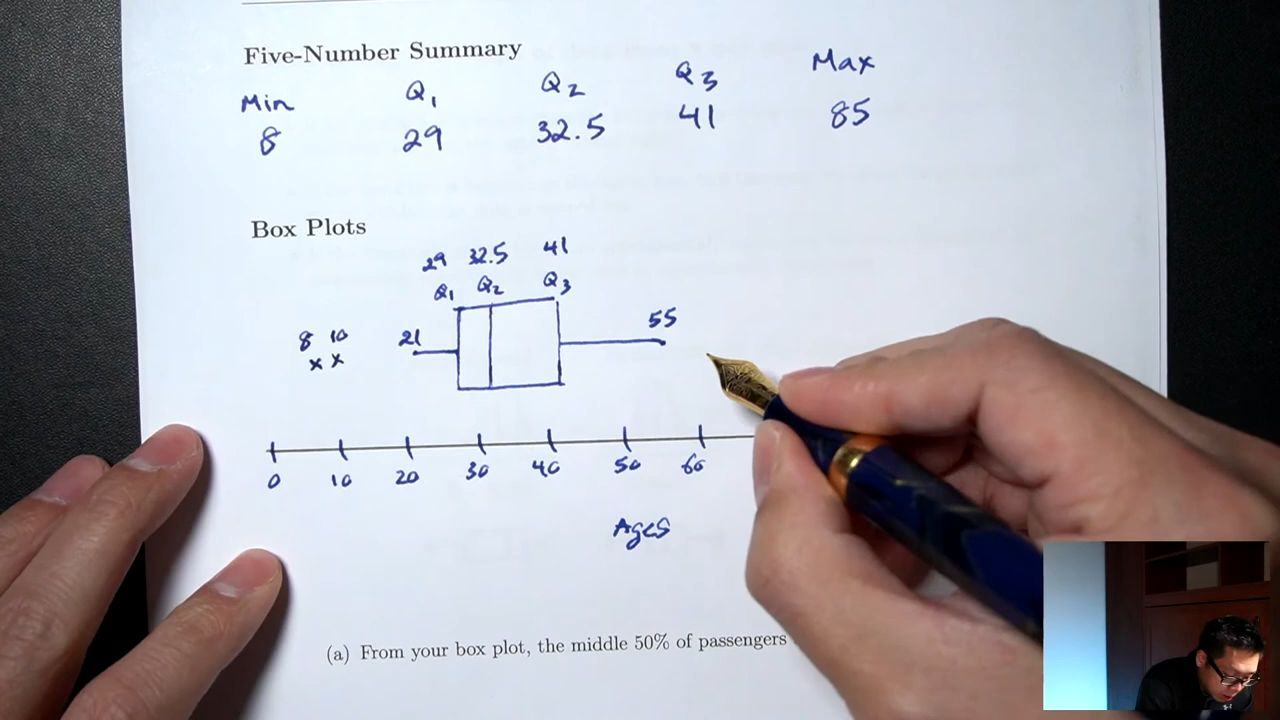 Five-Number Summary
Min Q1 Q2 Q3 Max
8 29 32.5 41 85
Box Plots
29 32.5 41
Q1 Q2 Q3
8 10 21 55
x x
0 10 20 30 40 50 60
Ages
(a) From your box plot, the middle 50% of passengers